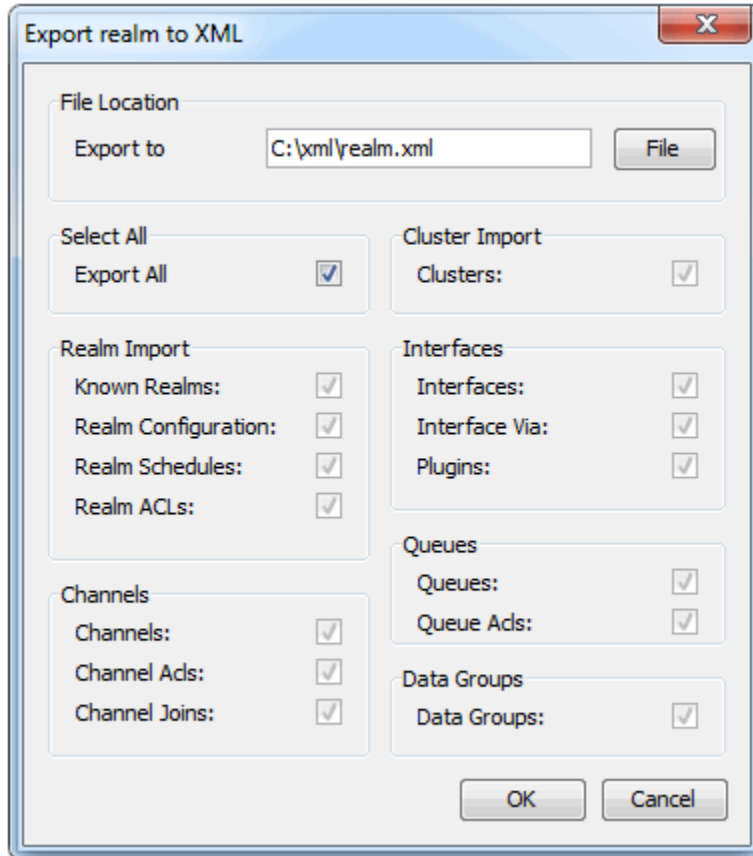 Export realm to XML
File Location
Export to
C:\xml\realm.xml
File
Select All
Export All
Cluster Import
Clusters:
Realm Import
Known Realms:
Realm Configuration:
Realm Schedules:
Realm ACLs:
Interfaces
Interfaces:
Interface Via:
Plugins:
Channels
Channels:
Channel Acls:
Channel Joins:
Queues
Queues:
Queue Acls:
Data Groups
Data Groups:
OK
Cancel